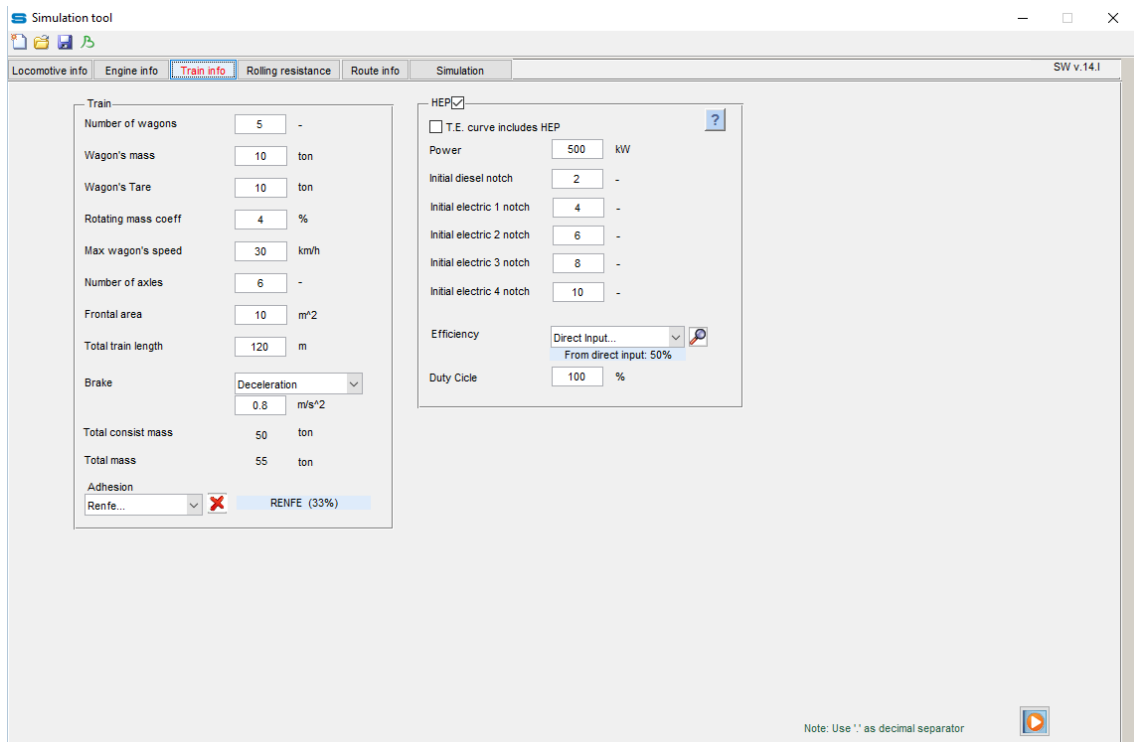 Simulation tool
Locomotive info Engine info Train info Rolling resistance Route info Simulation SW v.14.I
Train
Number of wagons 5 -
Wagon's mass 10 ton
Wagon's Tare 10 ton
Rotating mass coeff 4 %
Max wagon's speed 30 km/h
Number of axles 6 -
Frontal area 10 m^2
Total train length 120 m
Brake Deceleration
0.8 m/s^2
Total consist mass 50 ton
Total mass 55 ton
Adhesion
Renfe... RENFE (33%)
HEP
T.E. curve includes HEP ?
Power 500 kW
Initial diesel notch 2 -
Initial electric 1 notch 4 -
Initial electric 2 notch 6 -
Initial electric 3 notch 8 -
Initial electric 4 notch 10 -
Efficiency Direct Input...
From direct input: 50%
Duty Cicle 100 %
Note: Use '.' as decimal separator